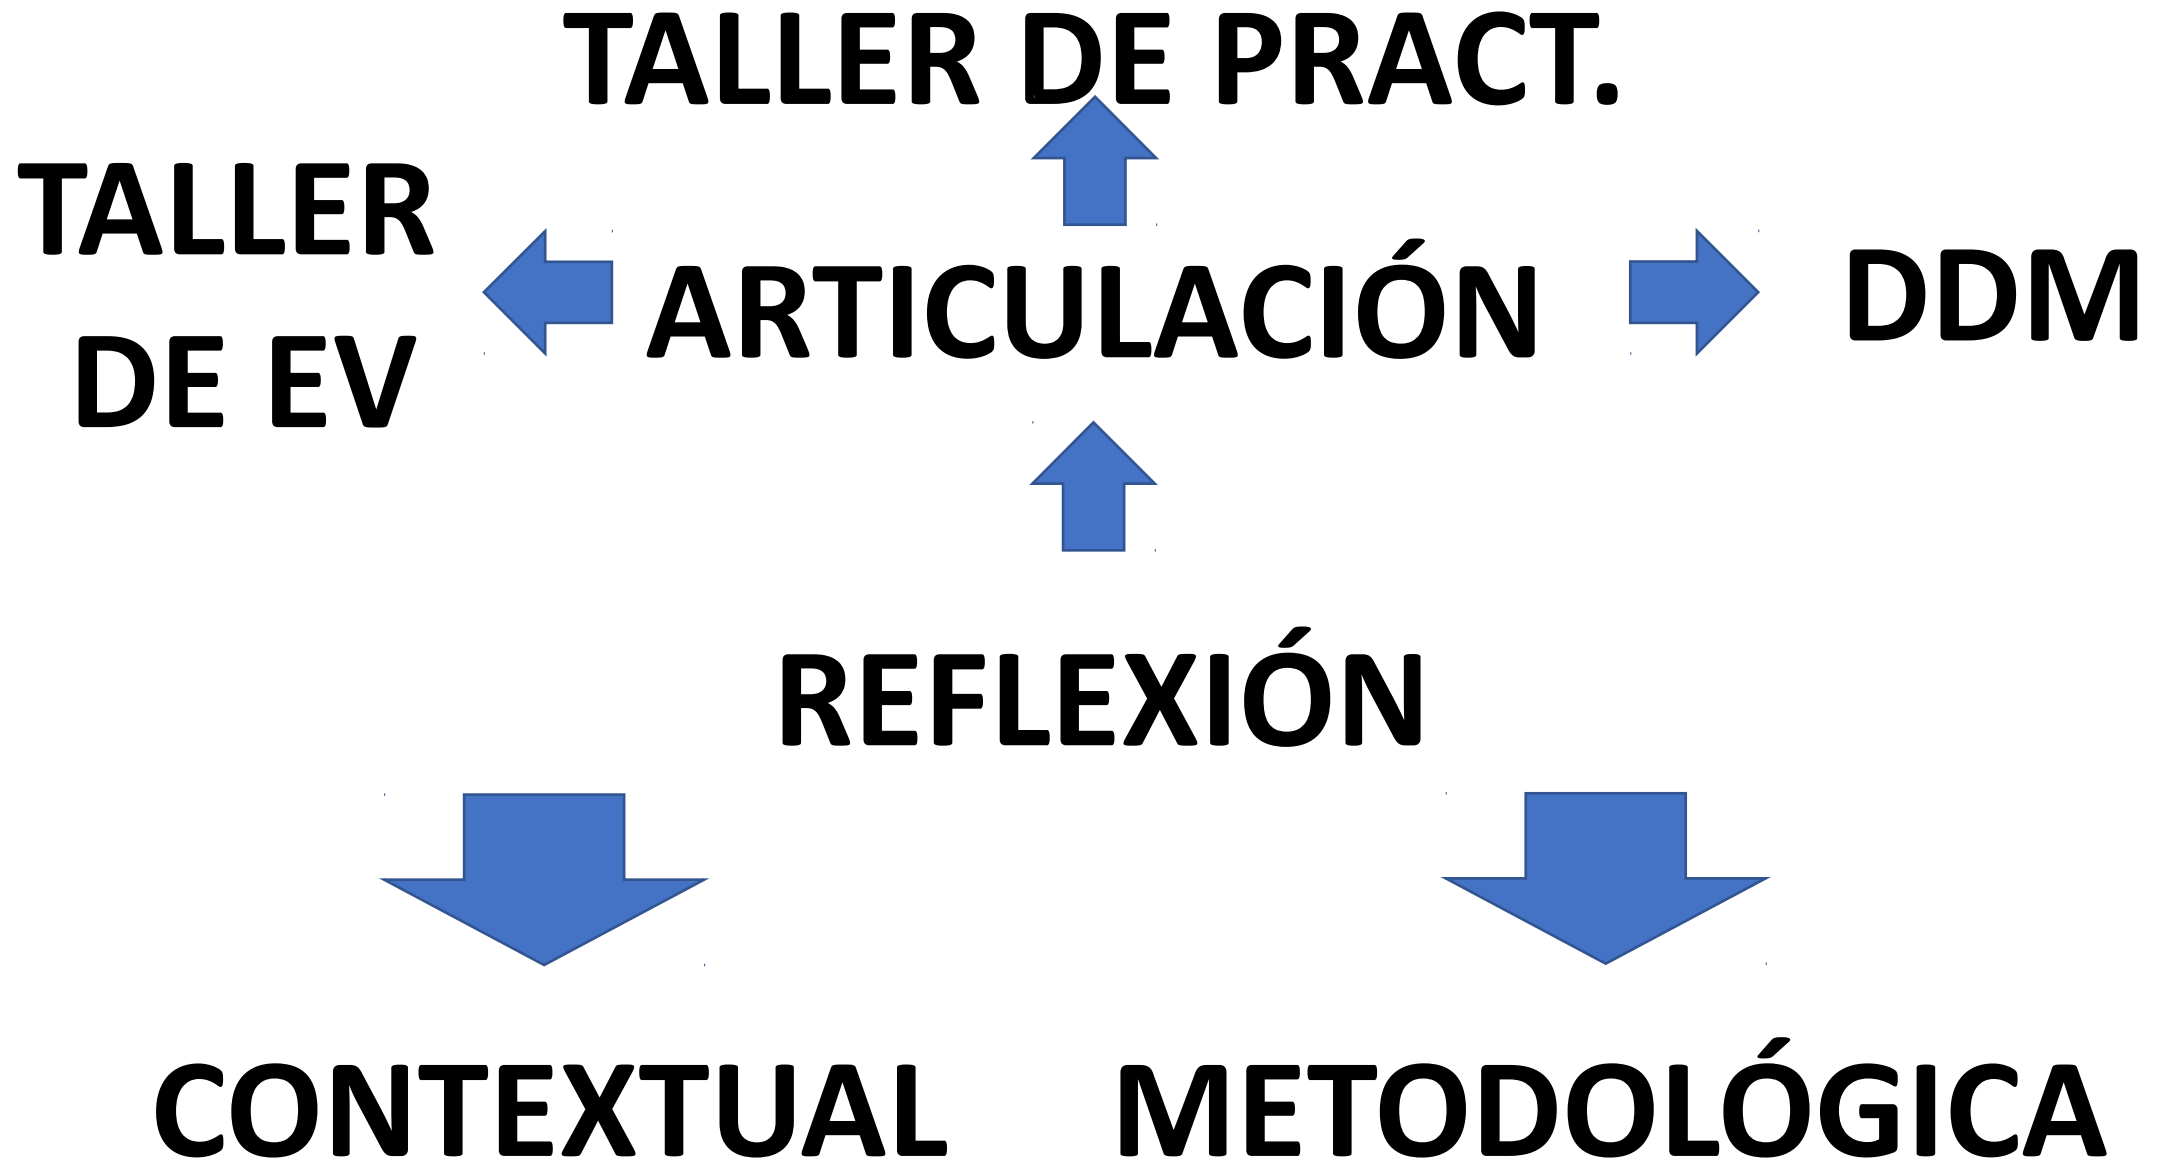 TALLER DE PRACT.
TALLER
DE EV
ARTICULACIÓN
DDM
REFLEXIÓN
CONTEXTUAL
METODOLÓGICA